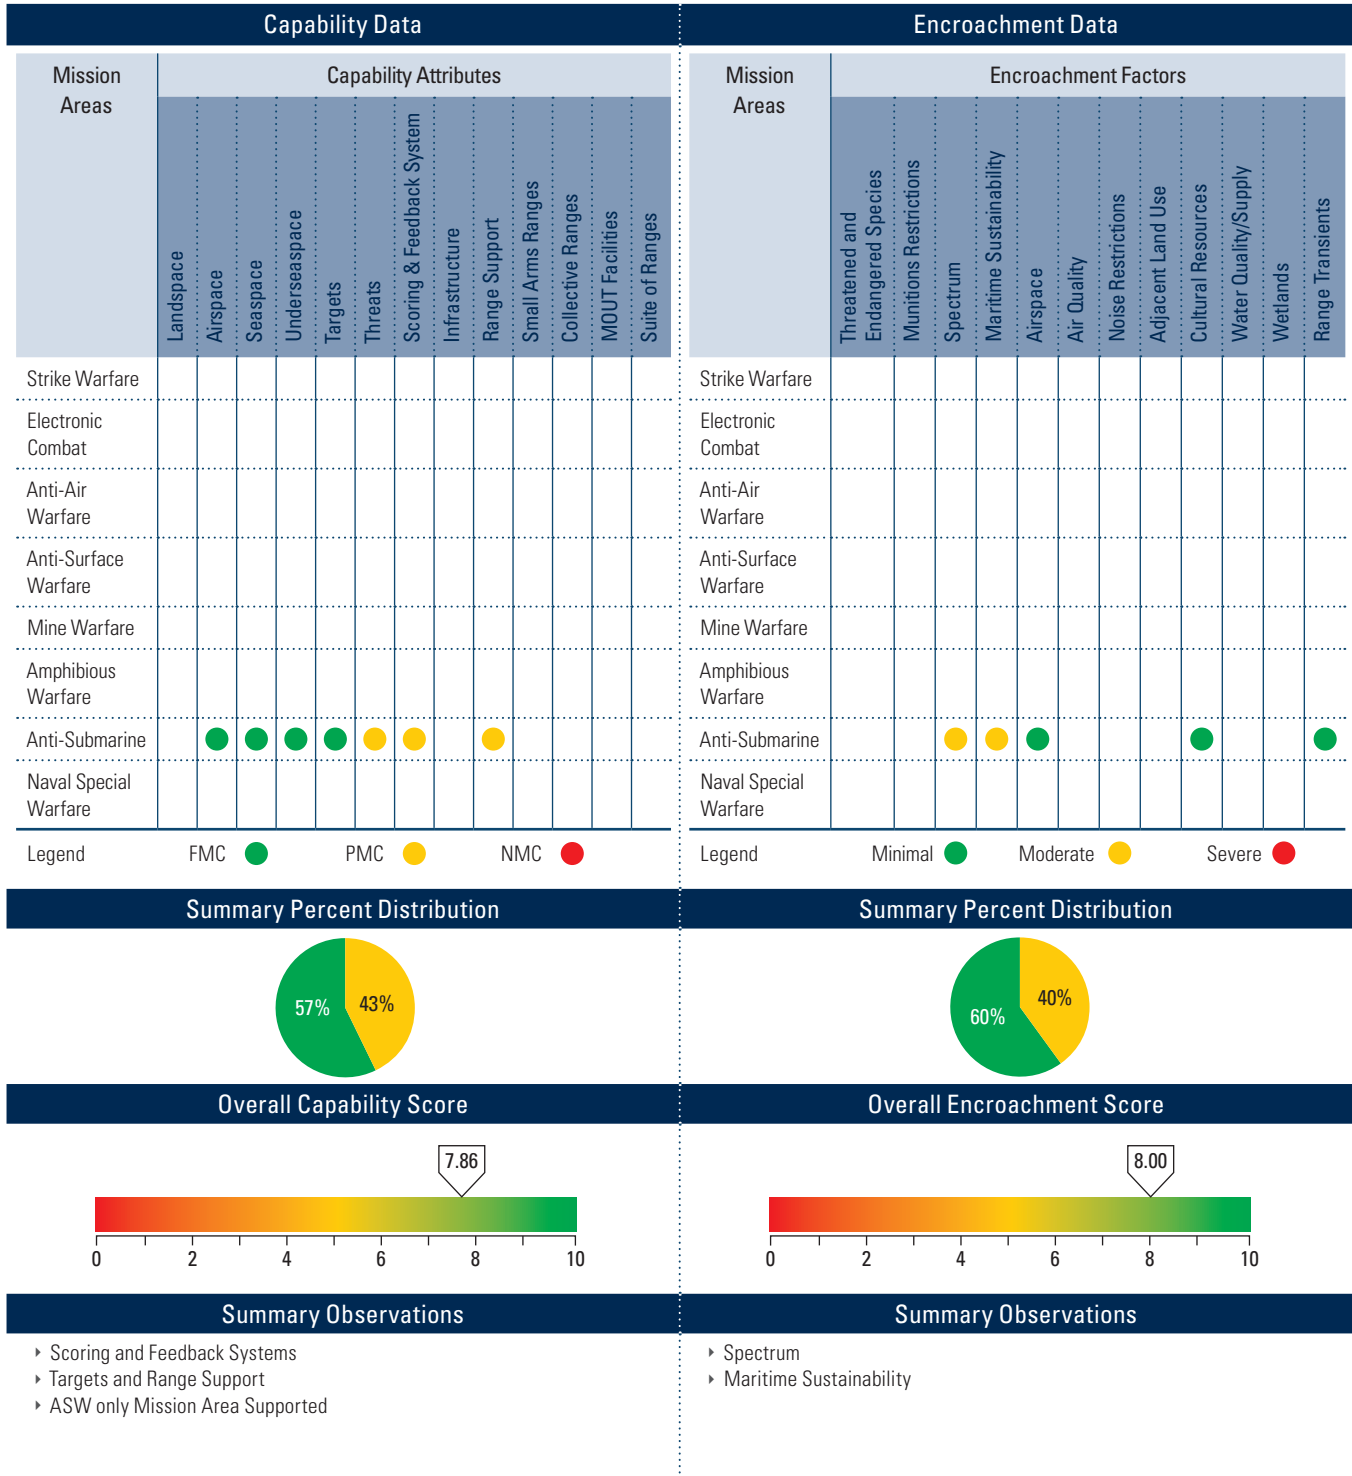 Capability Data
Mission
Areas
Capability Attributes
Landspace
Airspace
Seaspace
Underseaspace
Targets
Threats
Scoring & Feedback System
Infrastructure
Range Support
Small Arms Ranges
Collective Ranges
MOUT Facilities
Suite of Ranges
Strike Warfare
Electronic
Combat
Anti-Air
Warfare
Anti-Surface
Warfare
Mine Warfare
Amphibious
Warfare
Anti-Submarine
Naval Special
Warfare
Legend FMC PMC NMC
Summary Percent Distribution
57% 43%
Overall Capability Score
7.86
0 2 4 6 8 10
Summary Observations
‣ Scoring and Feedback Systems
‣ Targets and Range Support
‣ ASW only Mission Area Supported
Encroachment Data
Mission
Areas
Encroachment Factors
Threatened and
Endangered Species
Munitions Restrictions
Spectrum
Maritime Sustainability
Airspace
Air Quality
Noise Restrictions
Adjacent Land Use
Cultural Resources
Water Quality/Supply
Wetlands
Range Transients
Strike Warfare
Electronic
Combat
Anti-Air
Warfare
Anti-Surface
Warfare
Mine Warfare
Amphibious
Warfare
Anti-Submarine
Naval Special
Warfare
Legend Minimal Moderate Severe
Summary Percent Distribution
60% 40%
Overall Encroachment Score
8.00
0 2 4 6 8 10
Summary Observations
‣ Spectrum
‣ Maritime Sustainability